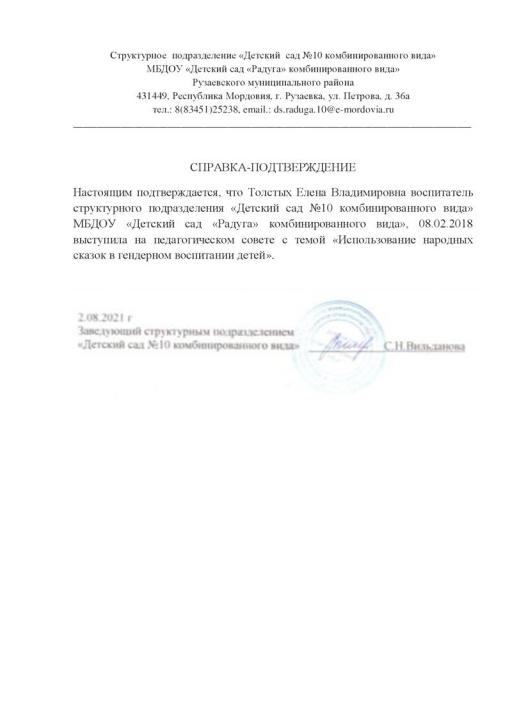 Структурное подразделение «Детский сад №10 комбинированного вида»
МБДОУ «Детский сад «Радуга» комбинированного вида»
Рузаевского муниципального района
431449, Республика Мордовия, г. Рузаевка, ул. Петрова, д. 36а
тел.: 8(83451)25238, email.: ds.raduga.10@e-mordovia.ru
СПРАВКА-ПОДТВЕРЖДЕНИЕ
Настоящим подтверждается, что Толстых Елена Владимировна воспитатель
структурного подразделения «Детский сад №10 комбинированного вида»
МБДОУ «Детский сад «Радуга» комбинированного вида», 08.02.2018
выступила на педагогическом совете с темой «Использование народных
сказок в гендерном воспитании детей».
2.08.2021 г
Заведующий структурным подразделением
«Детский сад №10 комбинированного вида» С.Н.Вильданова